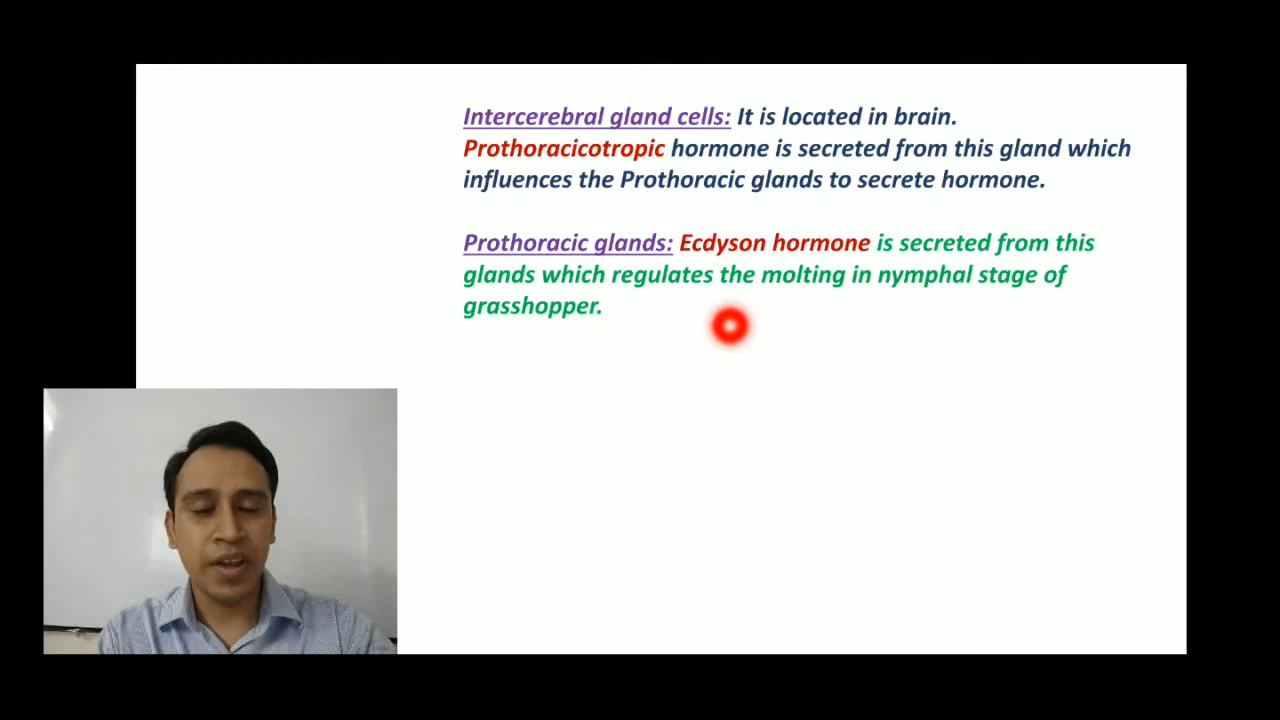 Intercerebral gland cells: It is located in brain.
Prothoracicotropic hormone is secreted from this gland which
influences the Prothoracic glands to secrete hormone.
Prothoracic glands: Ecdyson hormone is secreted from this
glands which regulates the molting in nymphal stage of
grasshopper.